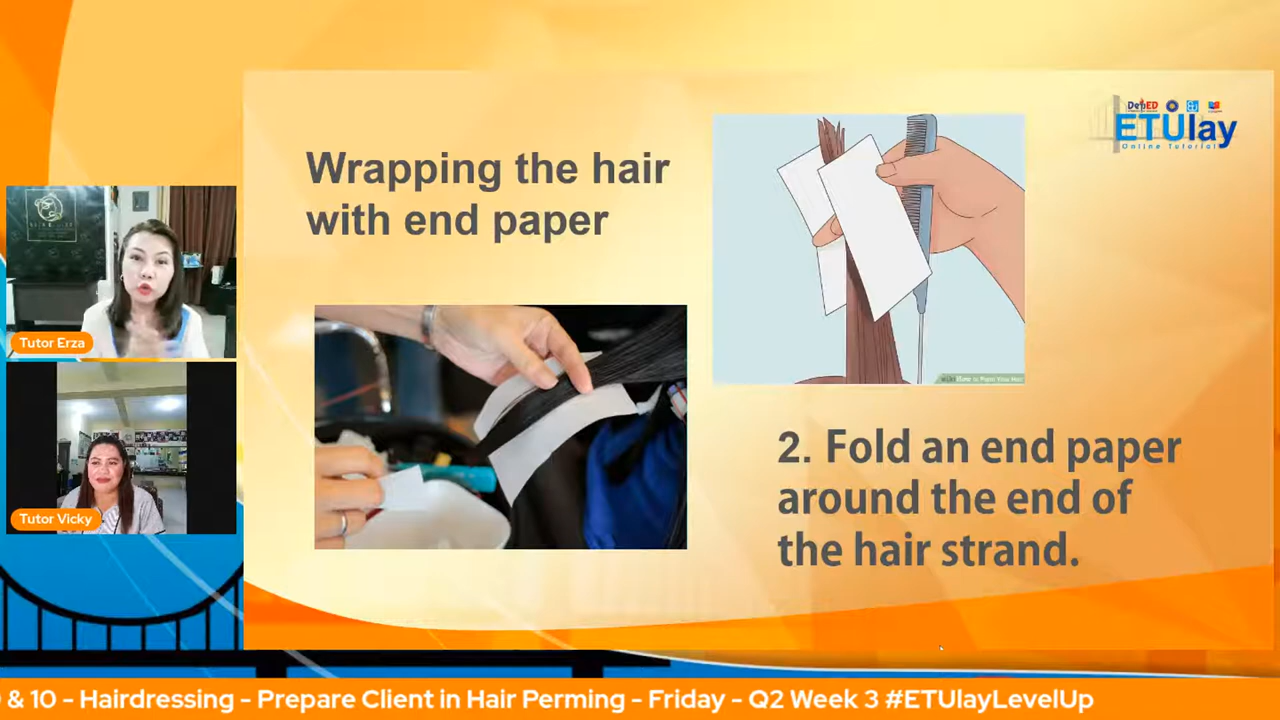 DepED
ETUlay
Online Tutorial
Wrapping the hair
with end paper
Tutor Erza
Tutor Vicky
2. Fold an end paper
around the end of
the hair strand.
& 10 - Hairdressing - Prepare Client in Hair Perming - Friday - Q2 Week 3 #ETUlayLevelUp